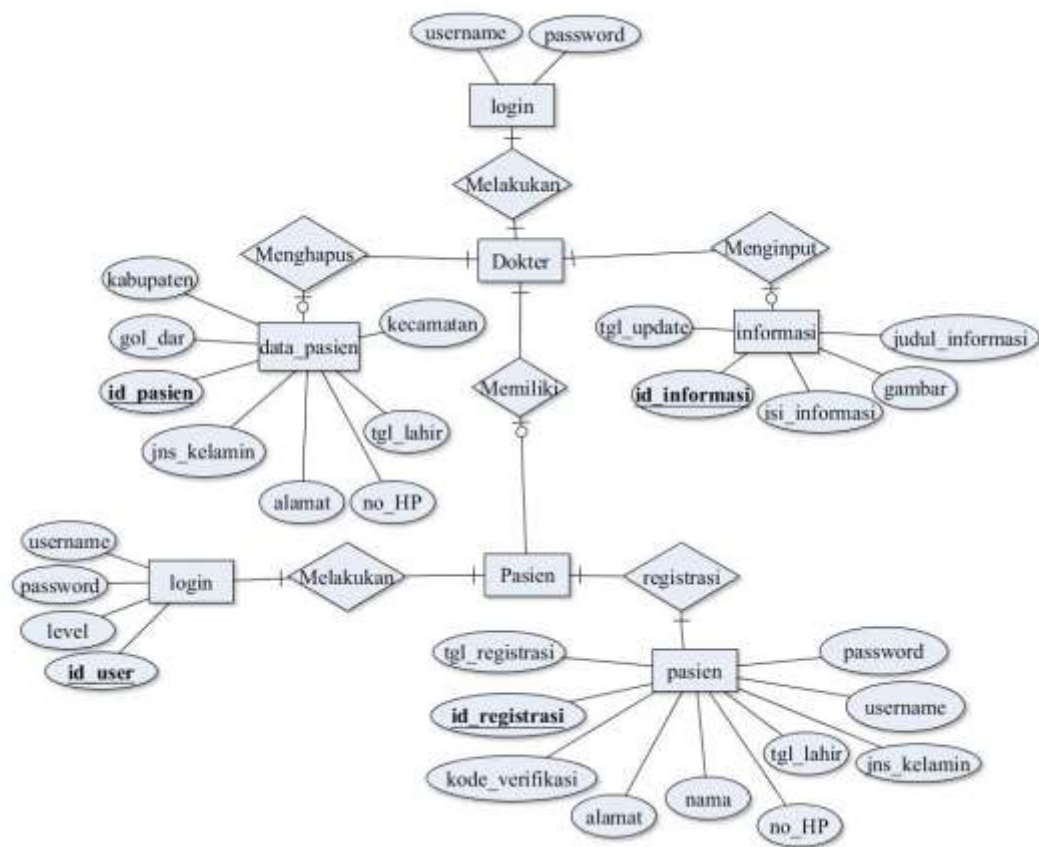 username
password
login
Melakukan
Menghapus
Dokter
Menginput
kabupaten
gol_dar
id_pasien
data_pasien
kecamatan
jns_kelamin
alamat
no_HP
tgl_lahir
Memiliki
tgl_update
informasi
judul_informasi
id_informasi
isi_informasi
gambar
username
password
level
id_user
login
Melakukan
Pasien
registrasi
tgl_registrasi
pasien
password
id_registrasi
username
kode_verifikasi
tgl_lahir
jns_kelamin
alamat
nama
no_HP